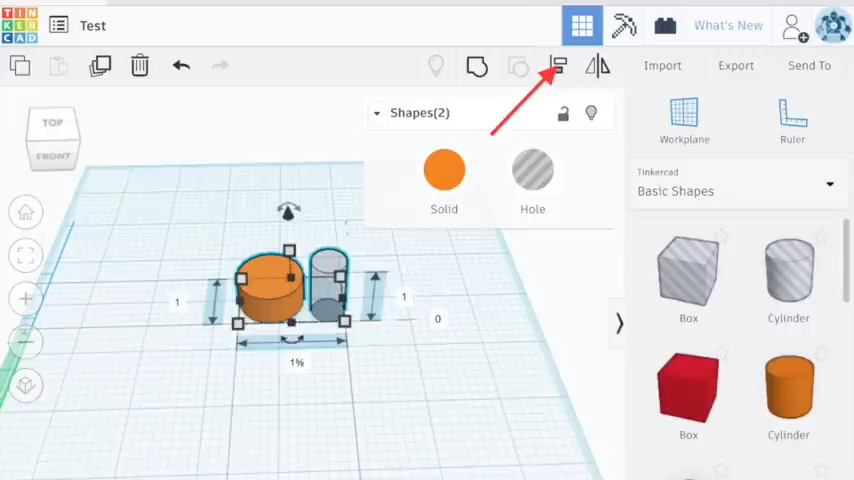 TIN
KER
CAD
Test
What's New
Import
Export
Send To
TOP
FRONT
Shapes(2)
Solid
Hole
Workplane
Ruler
Tinkercad
Basic Shapes
Box
Cylinder
Box
Cylinder
1
1
0